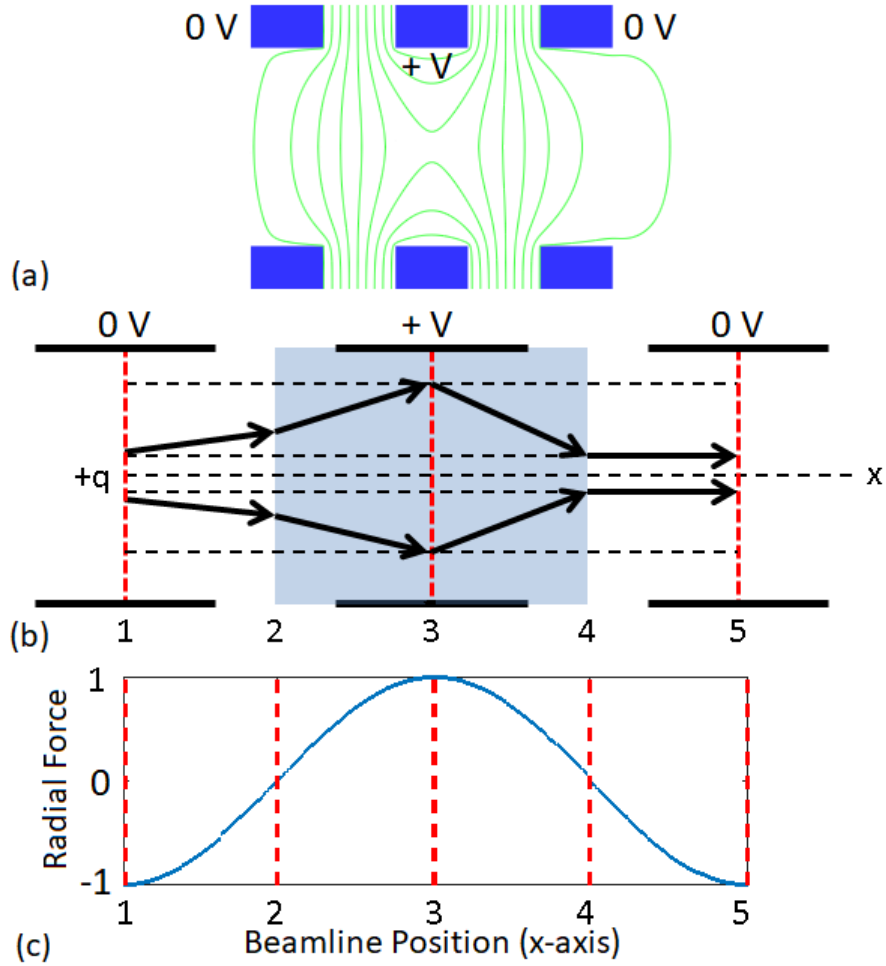 0 V 0 V
+ V
(a)
0 V + V 0 V
+q x
(b)
1 2 3 4 5
1
0
-1
Radial Force
1 2 3 4 5
(c) Beamline Position (x-axis)